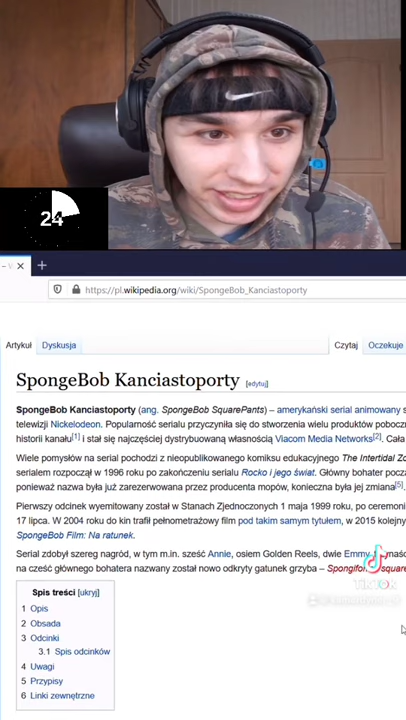 24
https://pl.wikipedia.org/wiki/SpongeBob_Kanciastoporty
Artykuł Dyskusja Czytaj Oczekuje
SpongeBob Kanciastoporty [edytuj]
SpongeBob Kanciastoporty (ang. SpongeBob SquarePants) – amerykański serial animowany
telewizji Nickelodeon. Popularność serialu przyczyniła się do stworzenia wielu produktów poboczn
historii kanału[1] i stał się najczęściej dystrybuowaną własnością Viacom Media Networks[2]. Cała
Wiele pomysłów na serial pochodzi z nieopublikowanego komiksu edukacyjnego The Intertidal Zo
serialem rozpoczął w 1996 roku po zakończeniu serialu Rocko i jego świat. Główny bohater pocz
ponieważ nazwa była już zarezerwowana przez producenta mopów, konieczna była jej zmiana[5].
Pierwszy odcinek wyemitowany został w Stanach Zjednoczonych 1 maja 1999 roku, po ceremoni
17 lipca. W 2004 roku do kin trafił pełnometrażowy film pod takim samym tytułem, w 2015 kolejny
SpongeBob Film: Na ratunek.
Serial zdobył szereg nagród, w tym m.in. sześć Annie, osiem Golden Reels, dwie Emmy
na cześć głównego bohatera nazwany został nowo odkryty gatunek grzyba –
TikTok
Spis treści [ukryj]
1 Opis
2 Obsada
3 Odcinki
3.1 Spis odcinków
4 Uwagi
5 Przypisy
6 Linki zewnętrzne